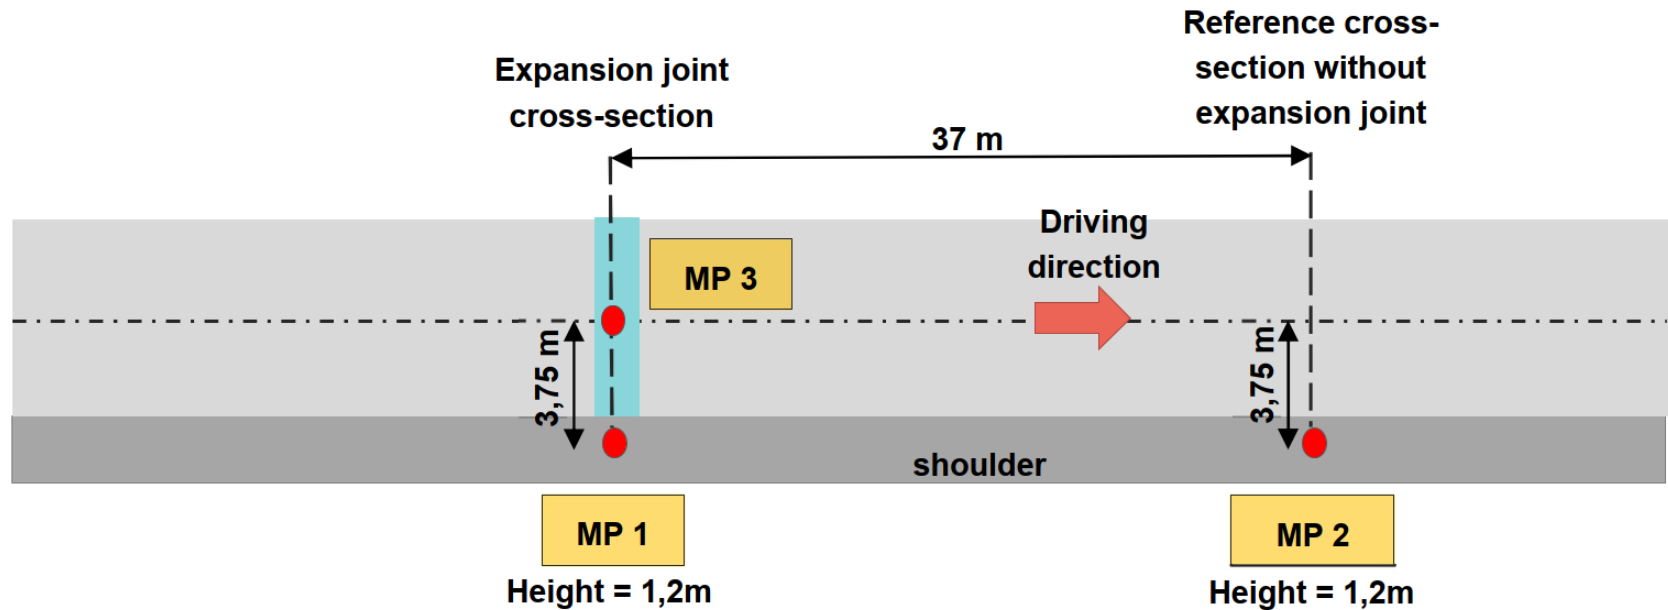 Reference cross-
section without
expansion joint
Expansion joint
cross-section
37 m
Driving
direction
MP 3
3,75 m
3,75 m
shoulder
MP 1
MP 2
Height = 1,2m
Height = 1,2m